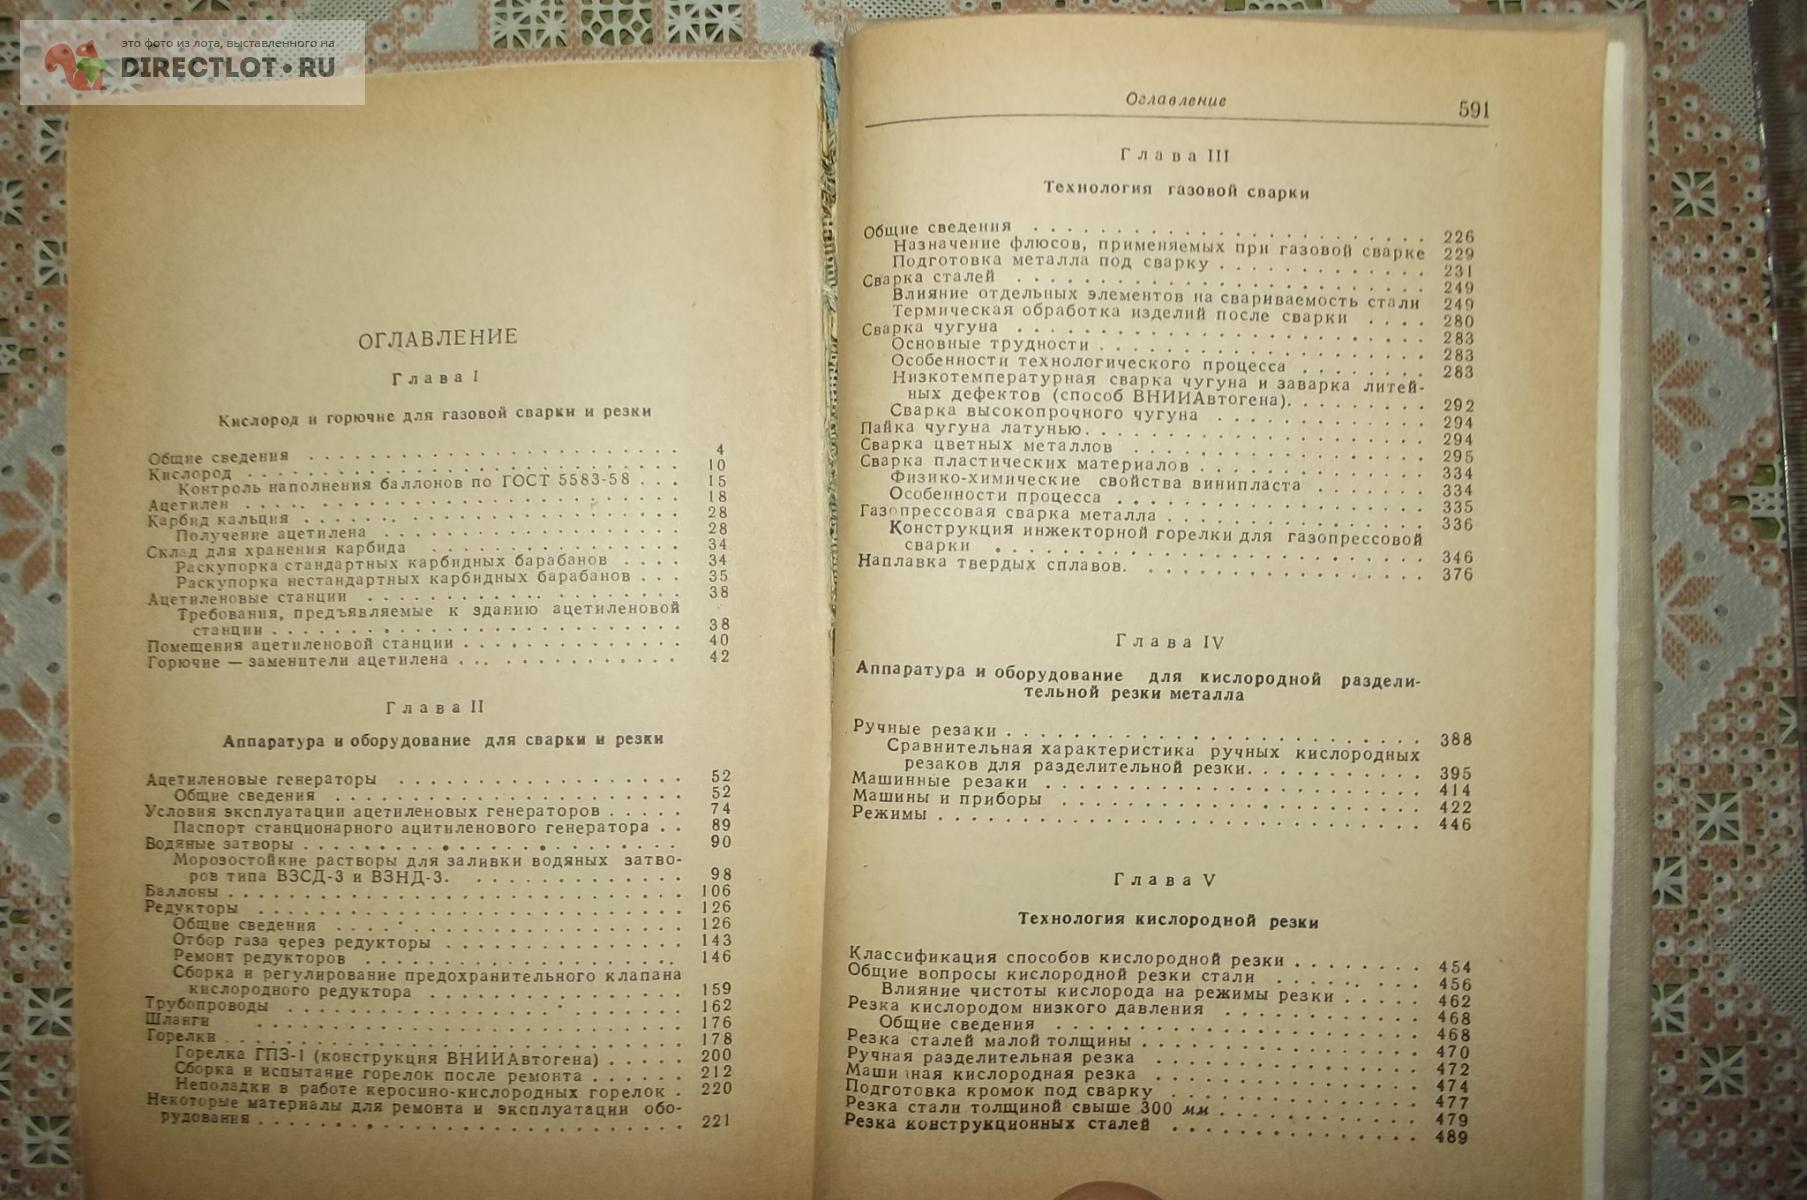 это фото из лота, выставленного на
DIRECTLOT•RU
ОГЛАВЛЕНИЕ
Глава I
Кислород и горючие для газовой сварки и резки
Общие сведения . . . 4
Кислород . . . 10
Контроль наполнения баллонов по ГОСТ 5583-58 . . . 15
Ацетилен . . . 18
Карбид кальция . . . 28
Получение ацетилена . . . 28
Склад для хранения карбида . . . 34
Раскупорка стандартных карбидных барабанов . . . 34
Раскупорка нестандартных карбидных барабанов . . . 35
Ацетиленовые станции . . . 38
Требования, предъявляемые к зданию ацетиленовой
станции . . . 38
Помещения ацетиленовой станции . . . 40
Горючие — заменители ацетилена . . . 42
Глава II
Аппаратура и оборудование для сварки и резки
Ацетиленовые генераторы . . . 52
Общие сведения . . . 52
Условия эксплуатации ацетиленовых генераторов . . . 74
Паспорт станционарного ацитиленового генератора . . 89
Водяные затворы . . . 90
Морозостойкие растворы для заливки водяных затво-
ров типа ВЗСД-3 и ВЗНД-3. . . . 98
Баллоны . . . 106
Редукторы . . . 126
Общие сведения . . . 126
Отбор газа через редукторы . . . 143
Ремонт редукторов . . . 146
Сборка и регулирование предохранительного клапана
кислородного редуктора . . . 159
Трубопроводы . . . 162
Шланги . . . 176
Горелки . . . 178
Горелка ГПЗ-1 (конструкция ВНИИАвтогена) . . . 200
Сборка и испытание горелок после ремонта . . . 212
Неполадки в работе керосино-кислородных горелок . 220
Некоторые материалы для ремонта и эксплуатации обо-
рудования . . . 221
Оглавление 591
Глава III
Технология газовой сварки
Общие сведения . . . 226
Назначение флюсов, применяемых при газовой сварке 229
Подготовка металла под сварку . . . 231
Сварка сталей . . . 249
Влияние отдельных элементов на свариваемость стали 249
Термическая обработка изделий после сварки . . . 280
Сварка чугуна . . . 283
Основные трудности . . . 283
Особенности технологического процесса . . . 283
Низкотемпературная сварка чугуна и заварка литей-
ных дефектов (способ ВНИИАвтогена). . . . 292
Сварка высокопрочного чугуна . . . 294
Пайка чугуна латунью. . . . 294
Сварка цветных металлов . . . 295
Сварка пластических материалов . . . 334
Физико-химические свойства винипласта . . . 334
Особенности процесса . . . 335
Газопрессовая сварка металла . . . 336
Конструкция инжекторной горелки для газопрессовой
сварки . . . 346
Наплавка твердых сплавов. . . . 376
Глава IV
Аппаратура и оборудование для кислородной раздели-
тельной резки металла
Ручные резаки . . . 388
Сравнительная характеристика ручных кислородных
резаков для разделительной резки. . . . 395
Машинные резаки . . . 414
Машины и приборы . . . 422
Режимы . . . 446
Глава V
Технология кислородной резки
Классификация способов кислородной резки . . . 454
Общие вопросы кислородной резки стали . . . 456
Влияние чистоты кислорода на режимы резки . . . 462
Резка кислородом низкого давления . . . 468
Общие сведения . . . 468
Резка сталей малой толщины . . . 470
Ручная разделительная резка . . . 472
Машинная кислородная резка . . . 474
Подготовка кромок под сварку . . . 477
Резка стали толщиной свыше 300 мм . . . 479
Резка конструкционных сталей . . . 489